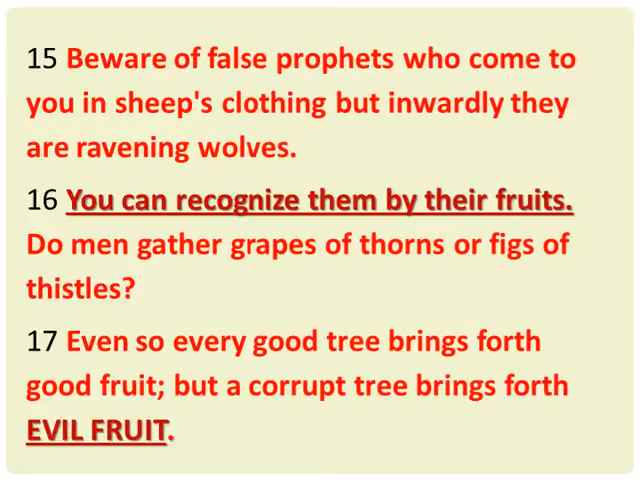 15 Beware of false prophets who come to
you in sheep's clothing but inwardly they
are ravening wolves.
16 You can recognize them by their fruits.
Do men gather grapes of thorns or figs of
thistles?
17 Even so every good tree brings forth
good fruit; but a corrupt tree brings forth
EVIL FRUIT.